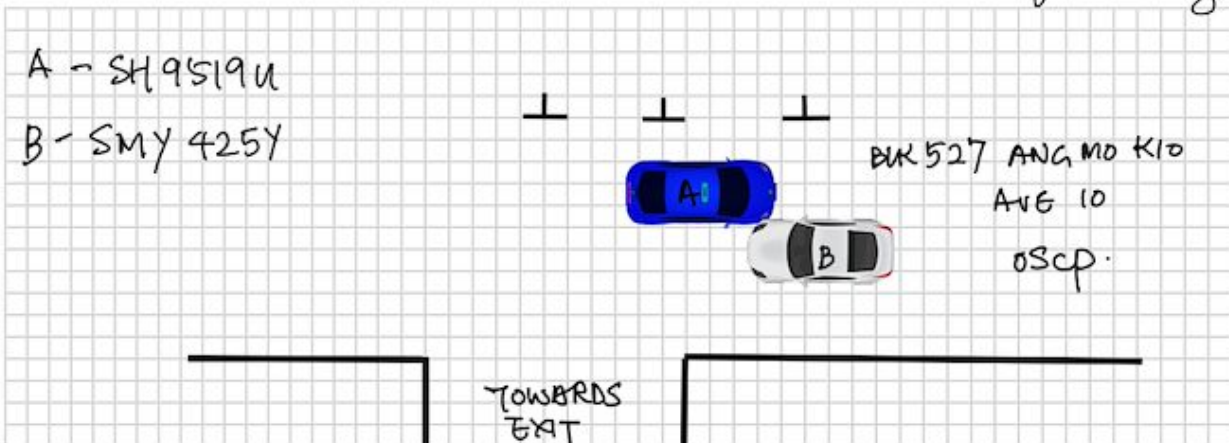 A - SH9519U
B - SMY 425Y
BLK 527 ANG MO KIO
AVE 10
OSCP.
A
B
TOWARDS
EXIT